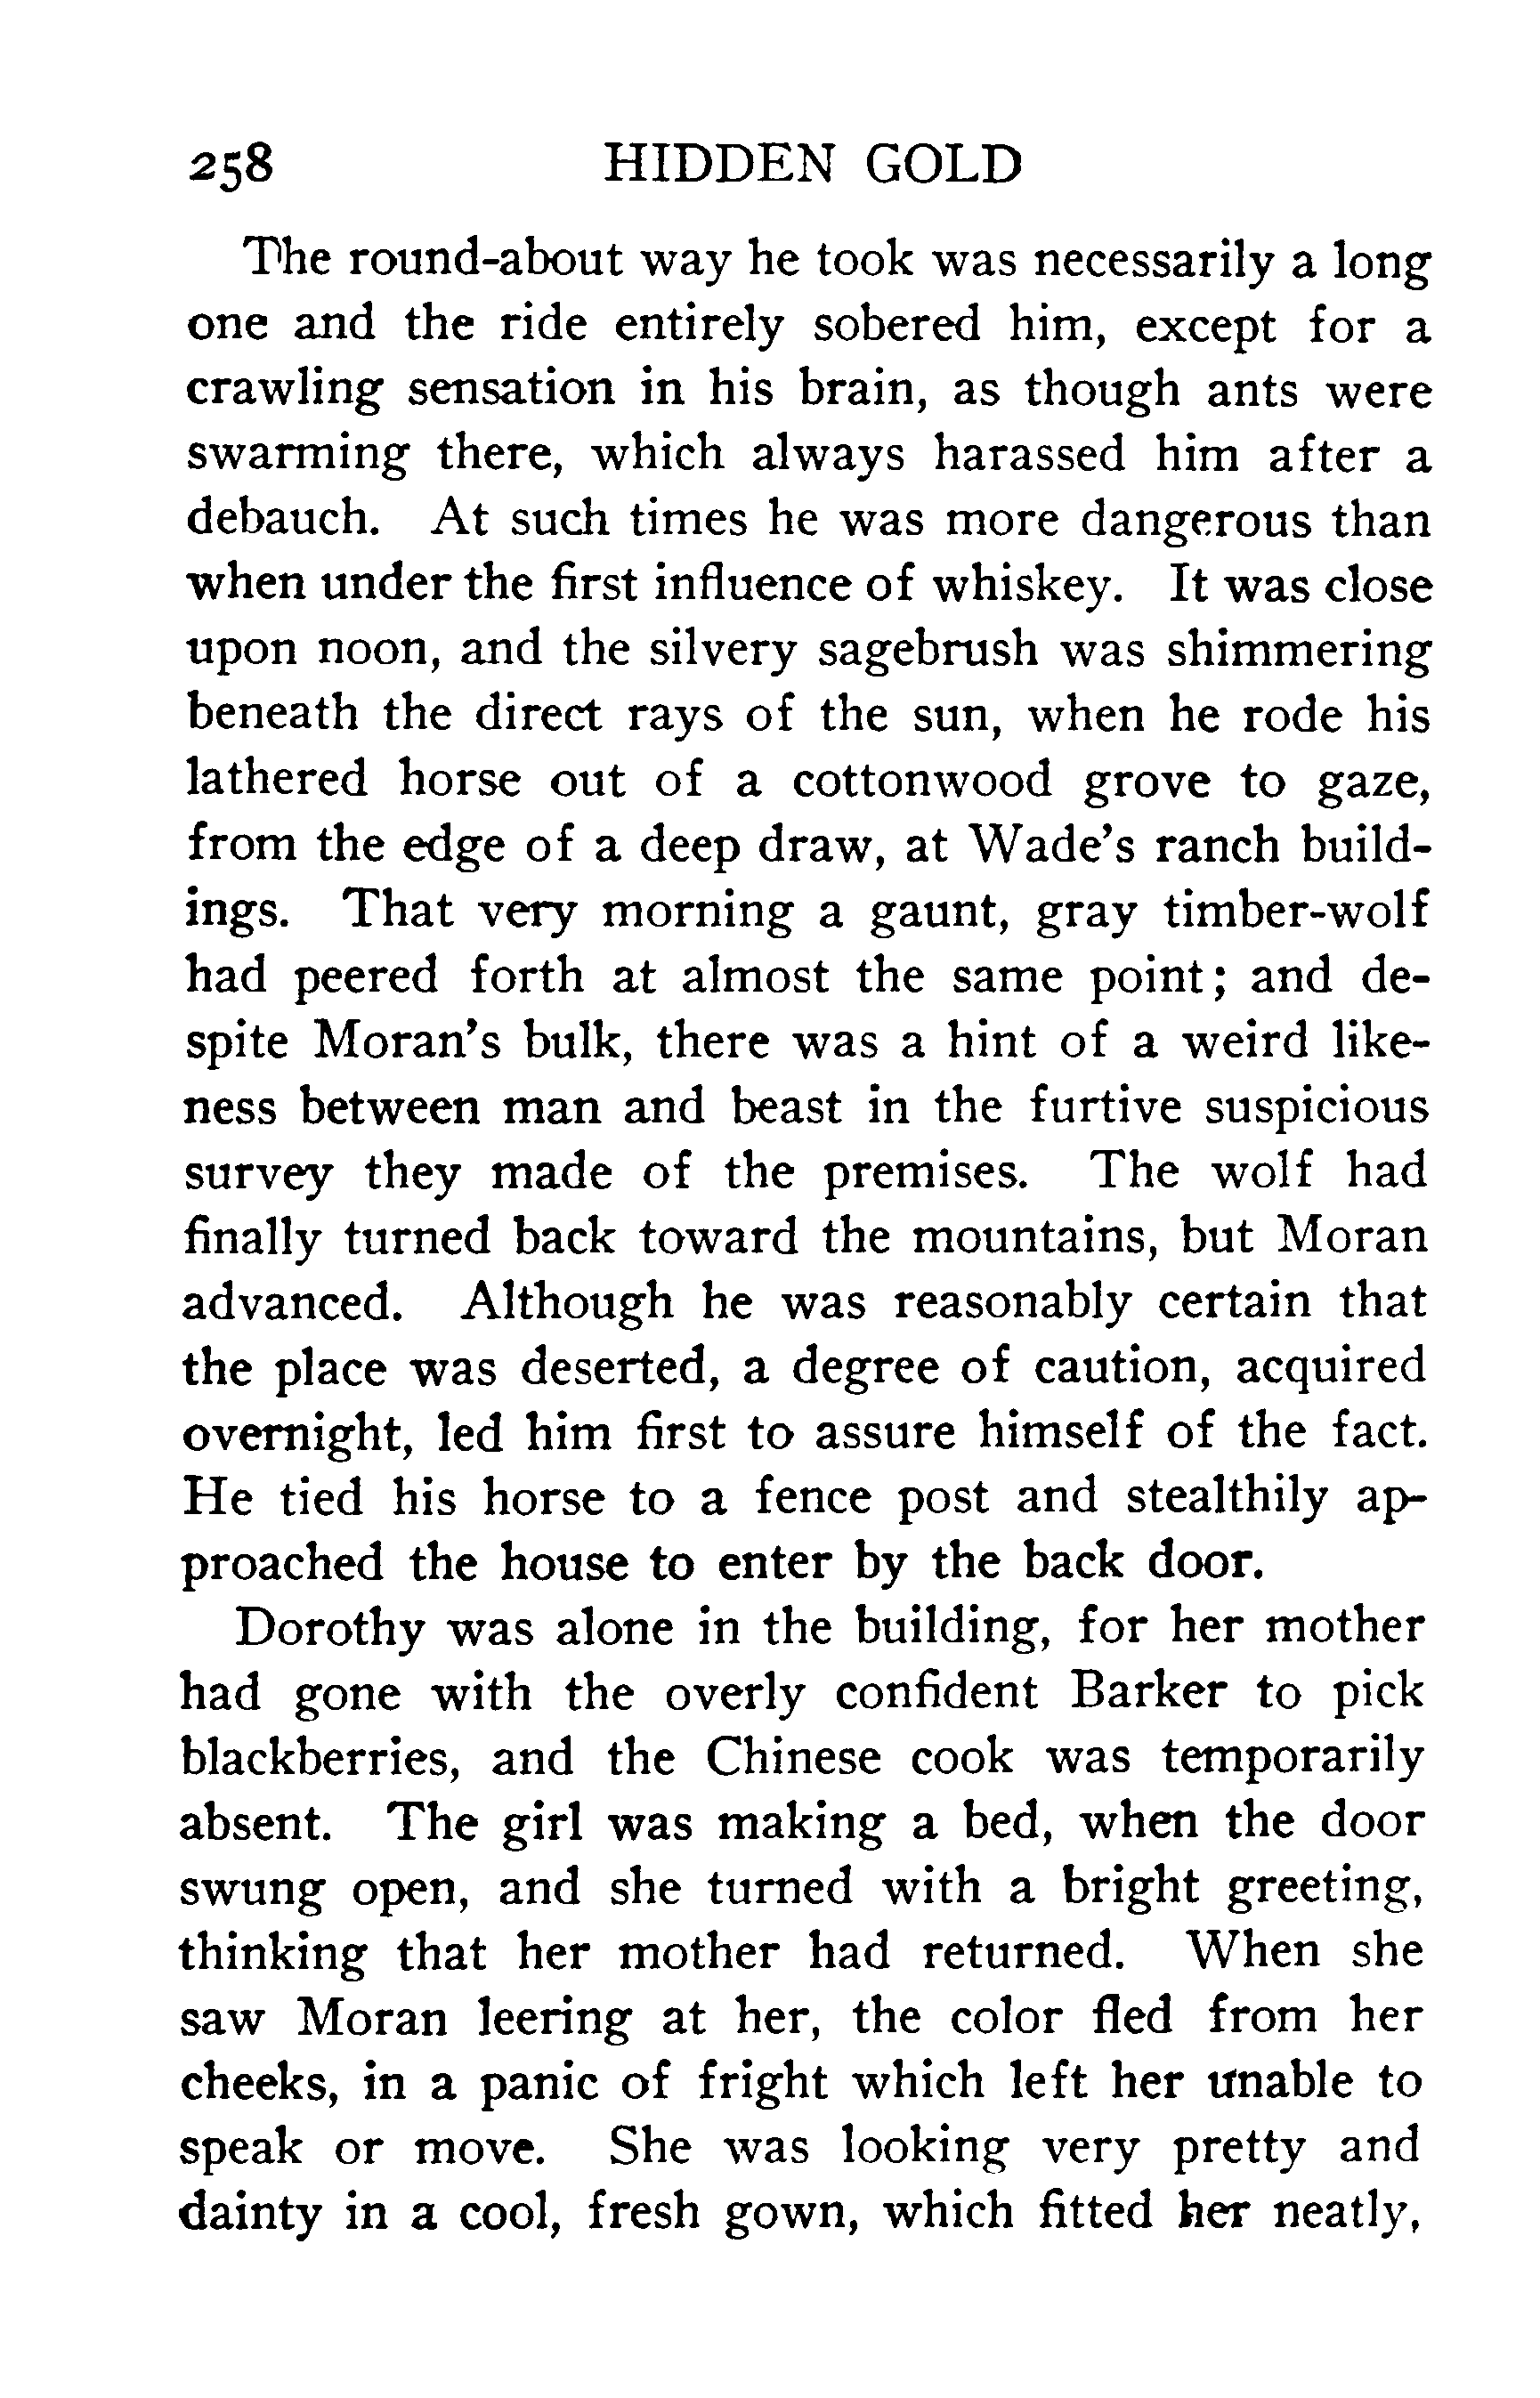 258 HIDDEN GOLD
The round-about way he took was necessarily a long
one and the ride entirely sobered him, except for a
crawling sensation in his brain, as though ants were
swarming there, which always harassed him after a
debauch. At such times he was more dangerous than
when under the first influence of whiskey. It was close
upon noon, and the silvery sagebrush was shimmering
beneath the direct rays of the sun, when he rode his
lathered horse out of a cottonwood grove to gaze,
from the edge of a deep draw, at Wade's ranch build-
ings. That very morning a gaunt, gray timber-wolf
had peered forth at almost the same point; and de-
spite Moran's bulk, there was a hint of a weird like-
ness between man and beast in the furtive suspicious
survey they made of the premises. The wolf had
finally turned back toward the mountains, but Moran
advanced. Although he was reasonably certain that
the place was deserted, a degree of caution, acquired
overnight, led him first to assure himself of the fact.
He tied his horse to a fence post and stealthily ap-
proached the house to enter by the back door.
Dorothy was alone in the building, for her mother
had gone with the overly confident Barker to pick
blackberries, and the Chinese cook was temporarily
absent. The girl was making a bed, when the door
swung open, and she turned with a bright greeting,
thinking that her mother had returned. When she
saw Moran leering at her, the color fled from her
cheeks, in a panic of fright which left her unable to
speak or move. She was looking very pretty and
dainty in a cool, fresh gown, which fitted her neatly,